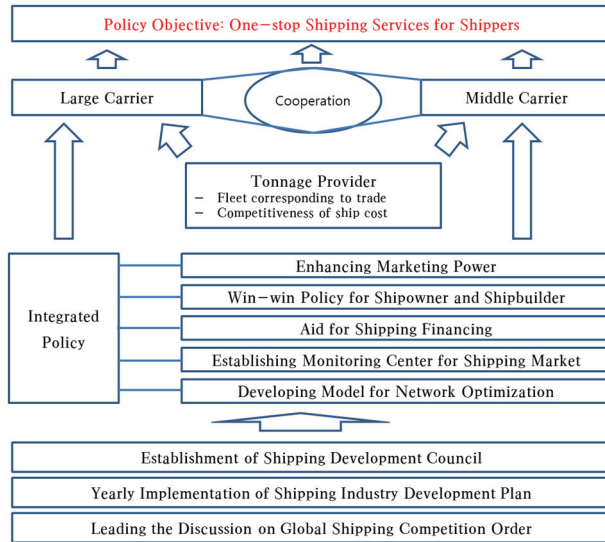 Policy Objective: One-stop Shipping Services for Shippers
Large Carrier
Cooperation
Middle Carrier
Tonnage Provider
- Fleet corresponding to trade
- Competitiveness of ship cost
Integrated
Policy
Enhancing Marketing Power
Win-win Policy for Shipowner and Shipbuilder
Aid for Shipping Financing
Establishing Monitoring Center for Shipping Market
Developing Model for Network Optimization
Establishment of Shipping Development Council
Yearly Implementation of Shipping Industry Development Plan
Leading the Discussion on Global Shipping Competition Order